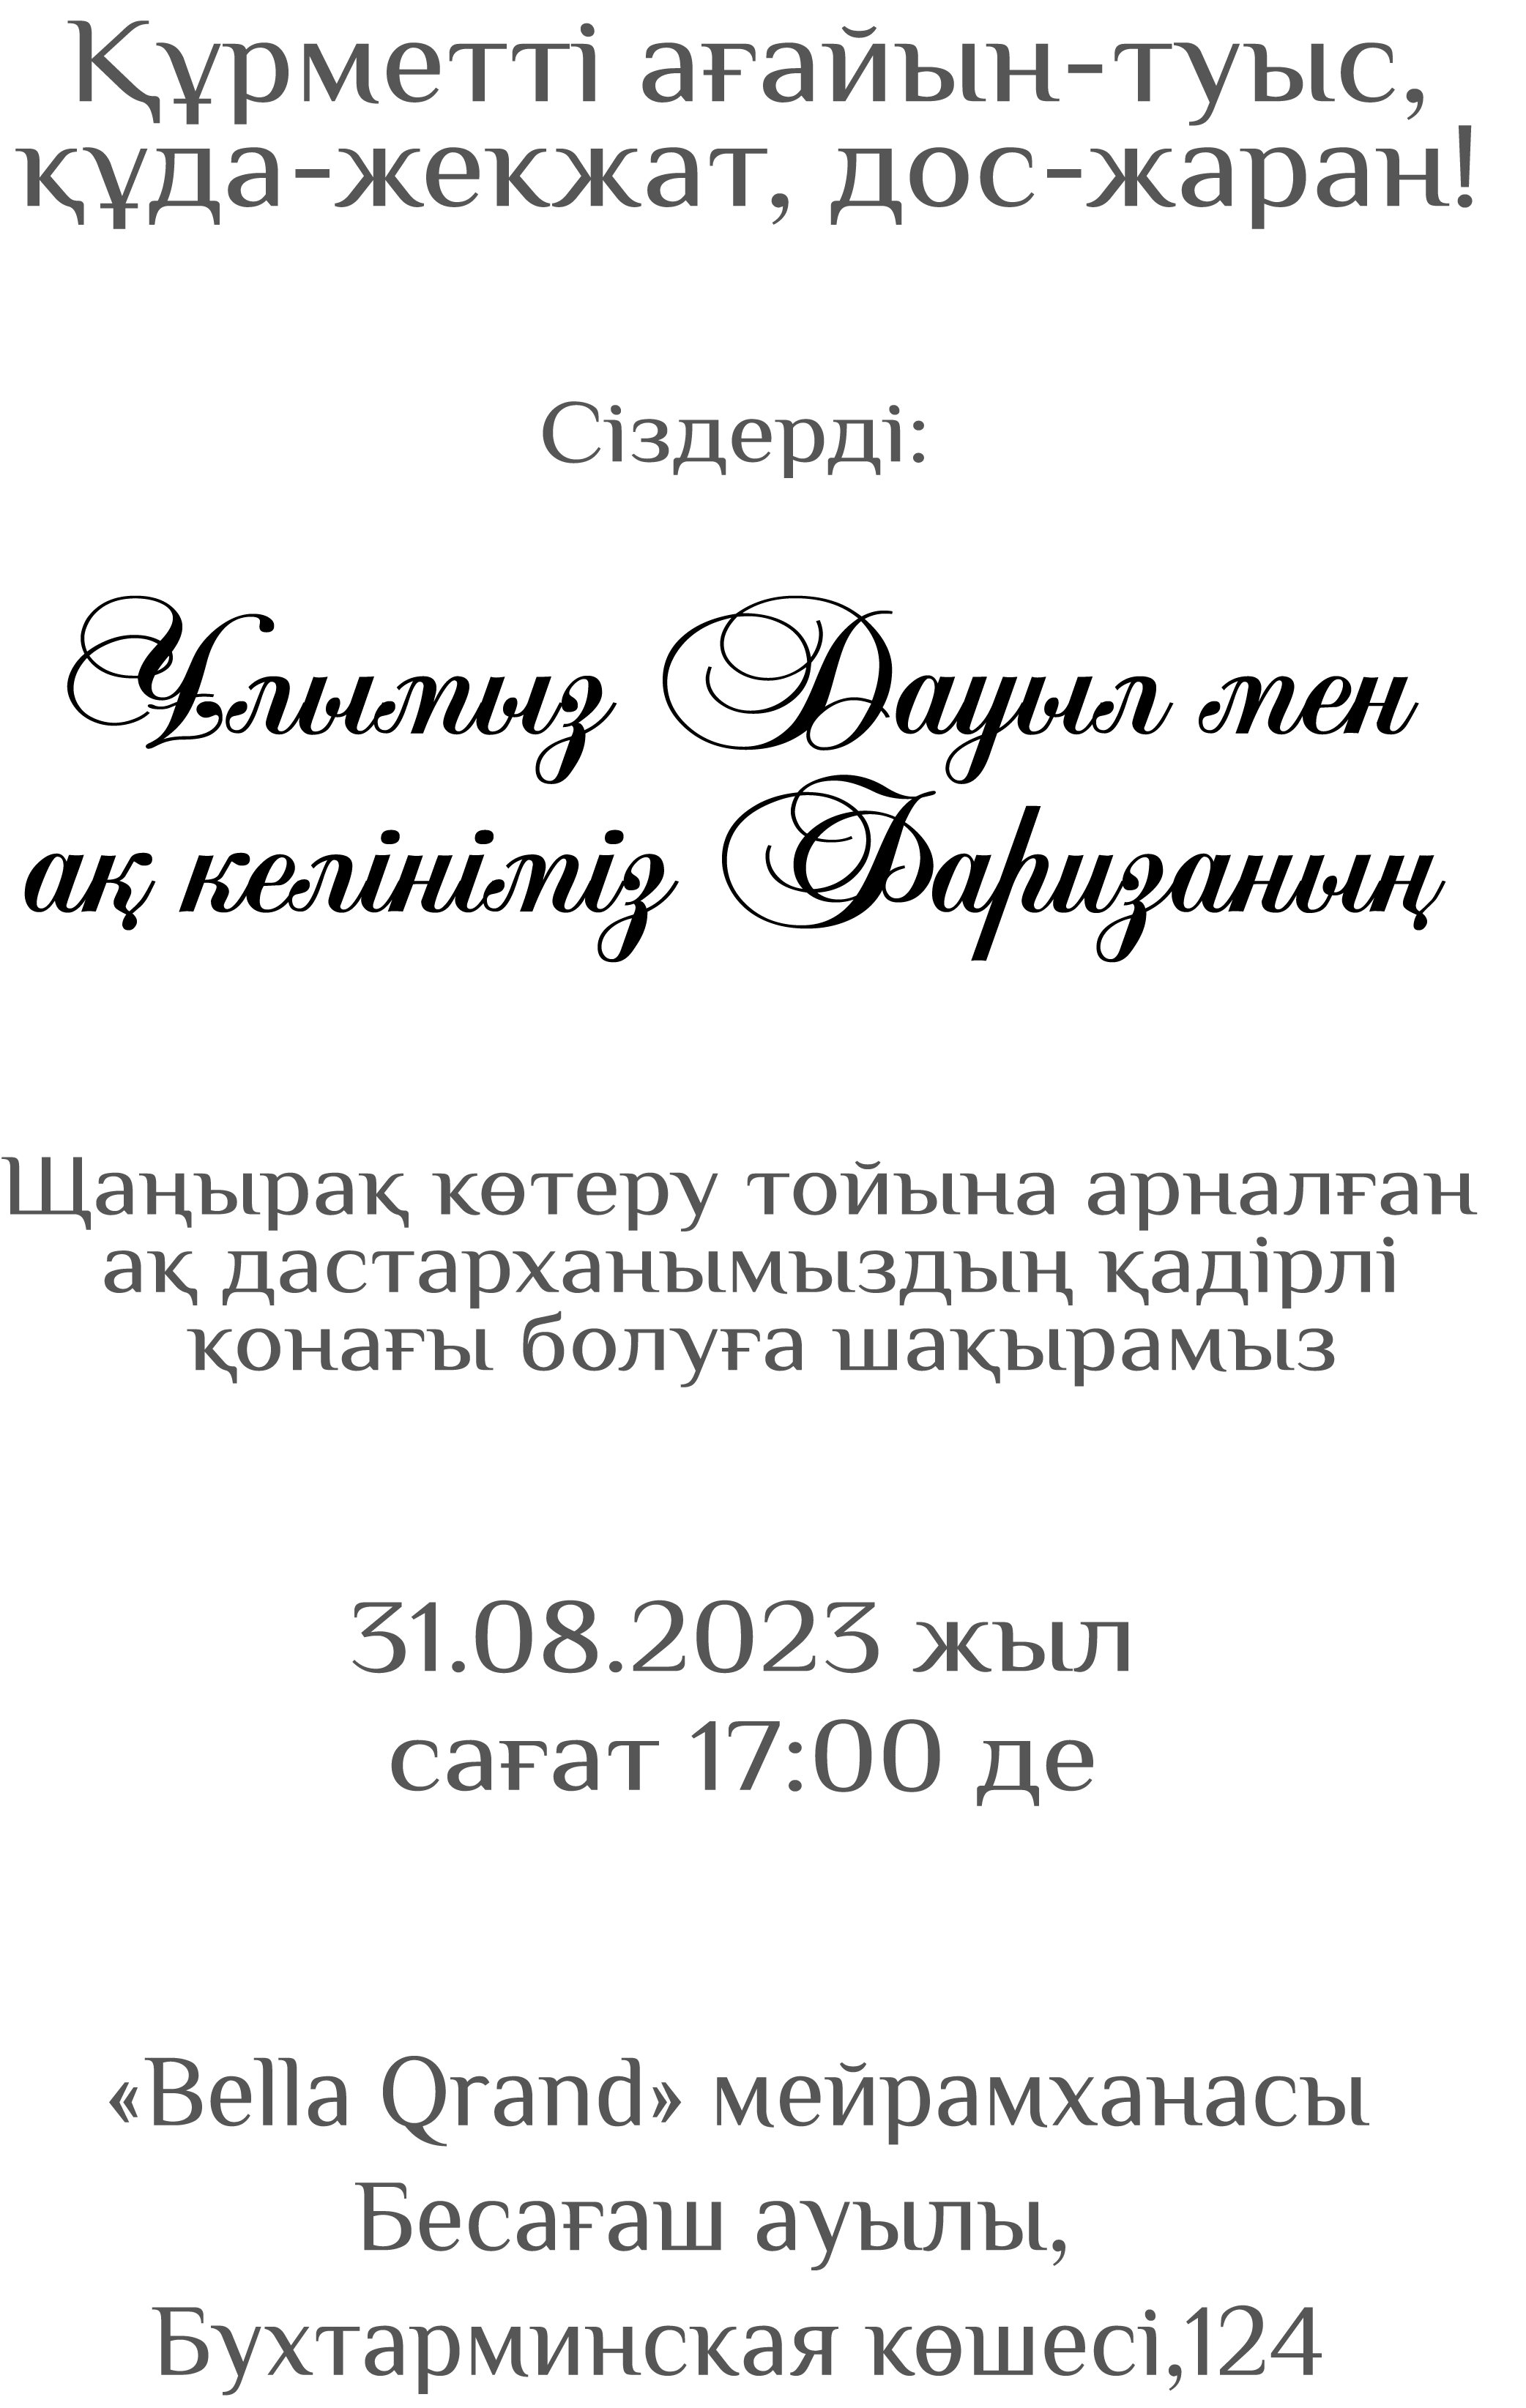 Құрметті ағайын-туыс,
құда-жекжат, дос-жаран!
Сіздерді:
Ұлымыз Дауыл мен
ақ келініміз Фаризаның
Щаңырақ көтеру тойына арналған
ақ дастарханымыздың қадірлі
қонағы болуға шақырамыз
31.08.2023 жыл
сағат 17:00 де
«Bella Qrand» мейрамханасы
Бесағаш ауылы,
Бухтарминская көшесі,124